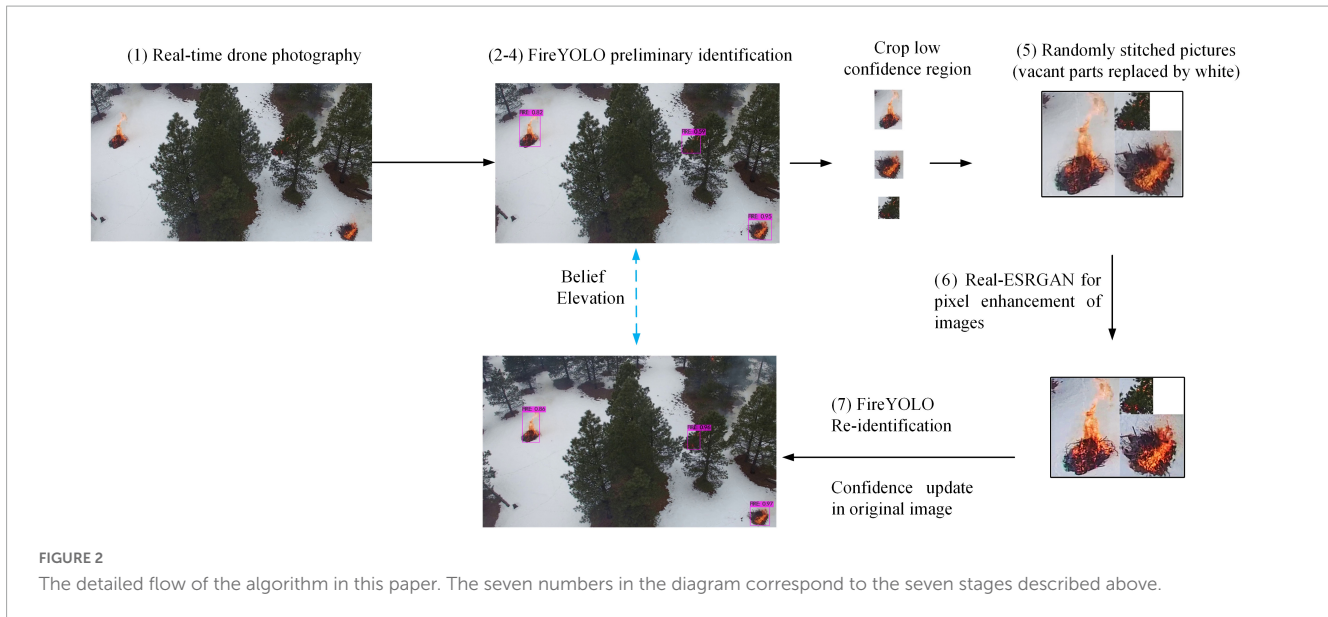 (1) Real-time drone photography
(2-4) FireYOLO preliminary identification
Crop low
confidence region
(5) Randomly stitched pictures
(vacant parts replaced by white)
FIRE: 0.93
Belief
Elevation
(6) Real-ESRGAN for
pixel enhancement of
images
(7) FireYOLO
Re-identification
Confidence update
in original image
FIGURE 2
The detailed flow of the algorithm in this paper. The seven numbers in the diagram correspond to the seven stages described above.